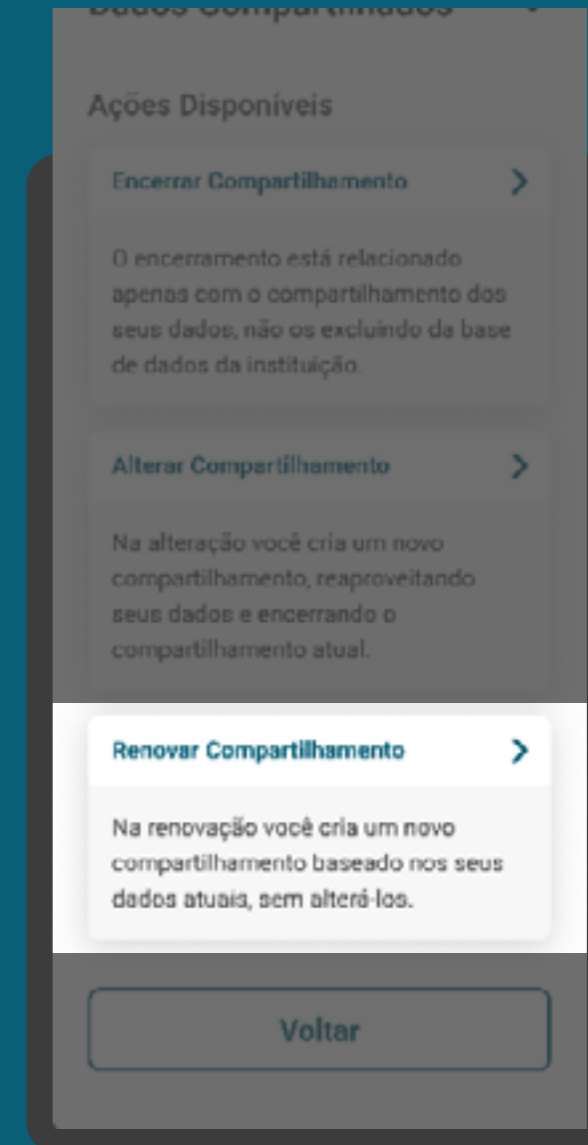 Dados Compartilhados
Ações Disponíveis
Encerrar Compartilhamento
O encerramento está relacionado
apenas com o compartilhamento dos
seus dados, não os excluindo da base
de dados da instituição.
Alterar Compartilhamento
Na alteração você cria um novo
compartilhamento, reaproveitando
seus dados e encerrando o
compartilhamento atual.
Renovar Compartilhamento
Na renovação você cria um novo
compartilhamento baseado nos seus
dados atuais, sem alterá-los.
Voltar